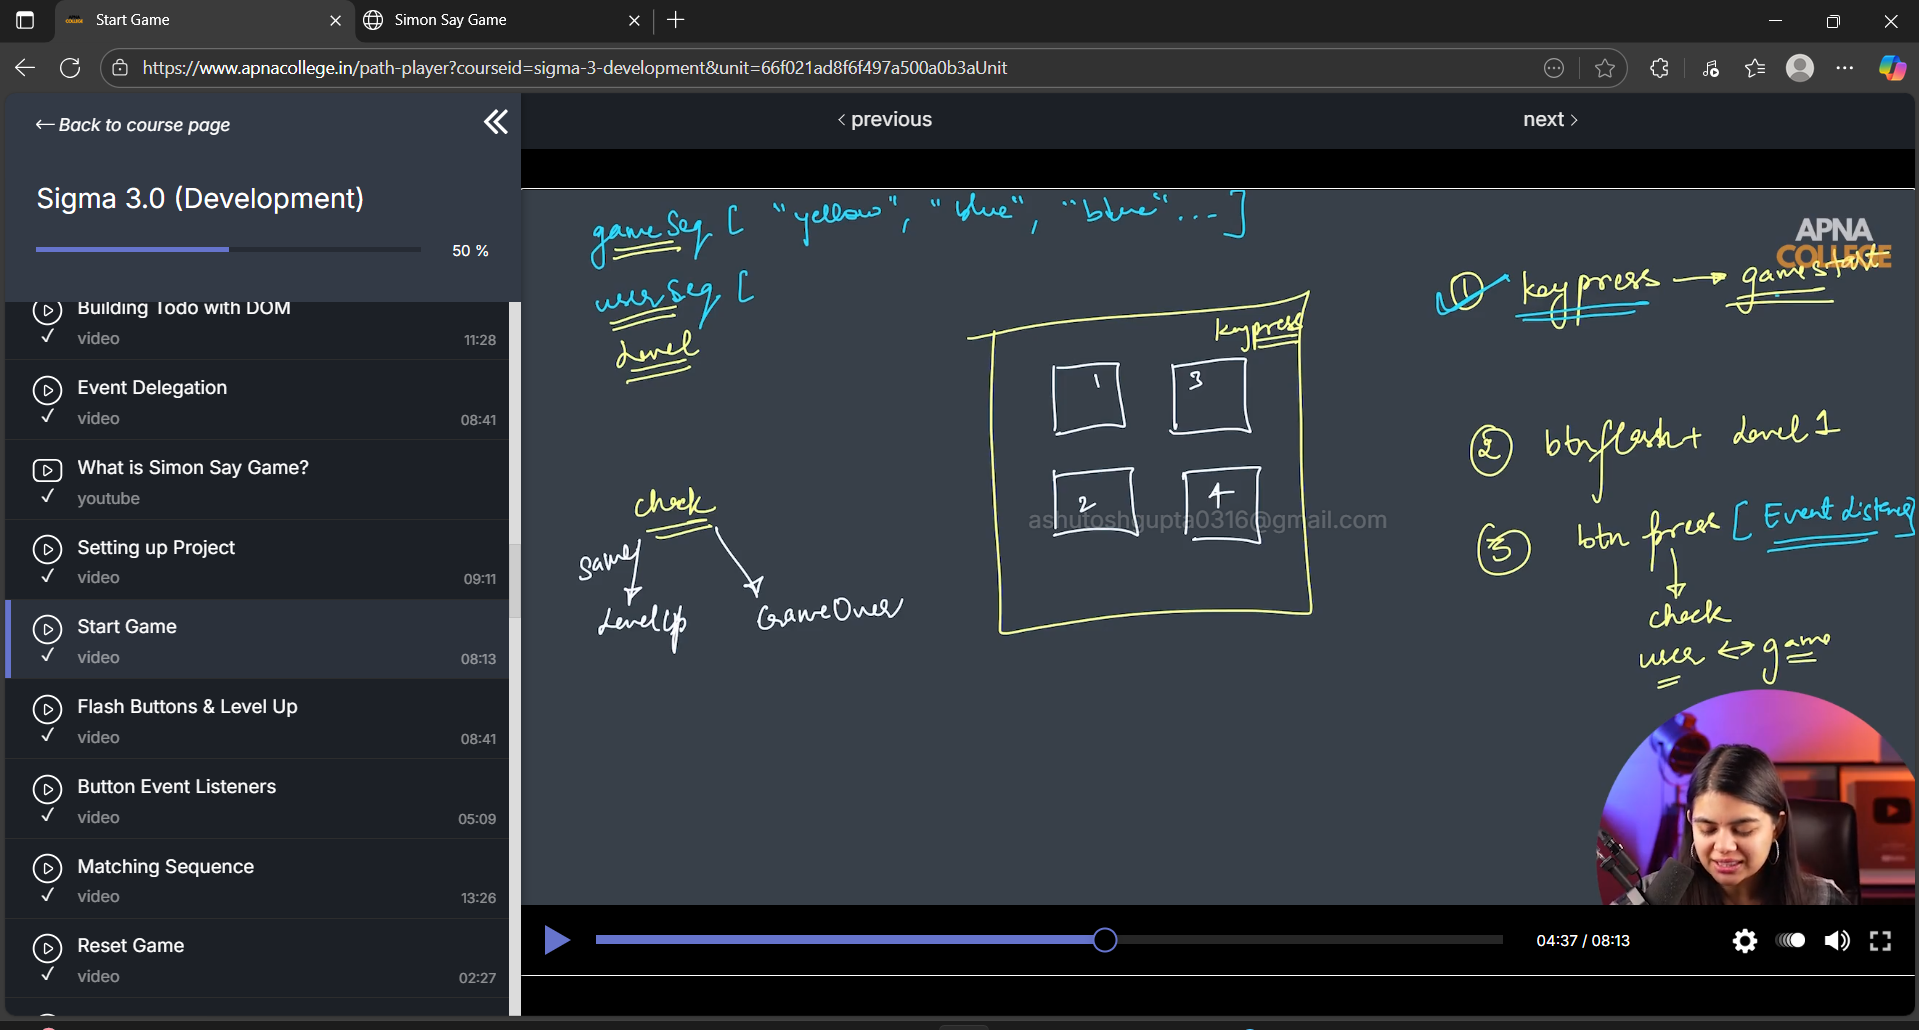 Start Game
Simon Say Game
https://www.apnacollege.in/path-player?courseid=sigma-3-development&unit=66f021ad8f6f497a500a0b3aUnit
← Back to course page
Sigma 3.0 (Development)
50 %
Building Todo with DOM
video
11:28
Event Delegation
video
08:41
What is Simon Say Game?
youtube
Setting up Project
video
09:11
Start Game
video
08:13
Flash Buttons & Level Up
video
08:41
Button Event Listeners
video
05:09
Matching Sequence
video
13:26
Reset Game
video
02:27
‹ previous
next ›
gameSeq [ "yellow", "blue", "blue" ... ]
userSeq [
Level
check
same
LevelUp
GameOver
keypress
1
3
2
4
ashutoshgupta0316@gmail.com
APNA
COLLEGE
① keypress → gamestart
② btnflash + Level 1
③ btn press [Event
check
user ↔ game
04:37 / 08:13